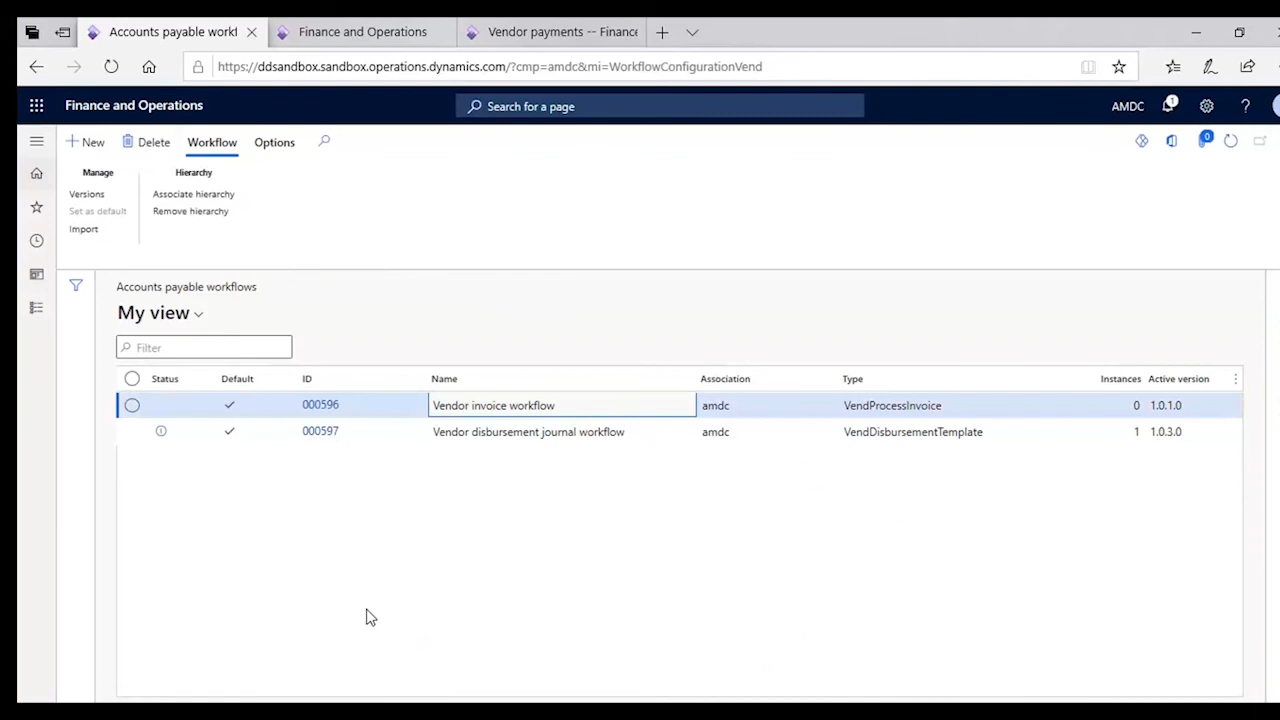 Accounts payable workf
Finance and Operations
Vendor payments -- Finance
https://ddsandbox.sandbox.operations.dynamics.com/?cmp=amdc&mi=WorkflowConfigurationVend
Finance and Operations
Search for a page
AMDC
1
?
New
Delete
Workflow
Options
0
Manage
Hierarchy
Versions
Associate hierarchy
Set as default
Remove hierarchy
Import
Accounts payable workflows
My view
Filter
Status Default ID Name Association Type Instances Active version
000596 Vendor invoice workflow amdc VendProcessInvoice 0 1.0.1.0
000597 Vendor disbursement journal workflow amdc VendDisbursementTemplate 1 1.0.3.0